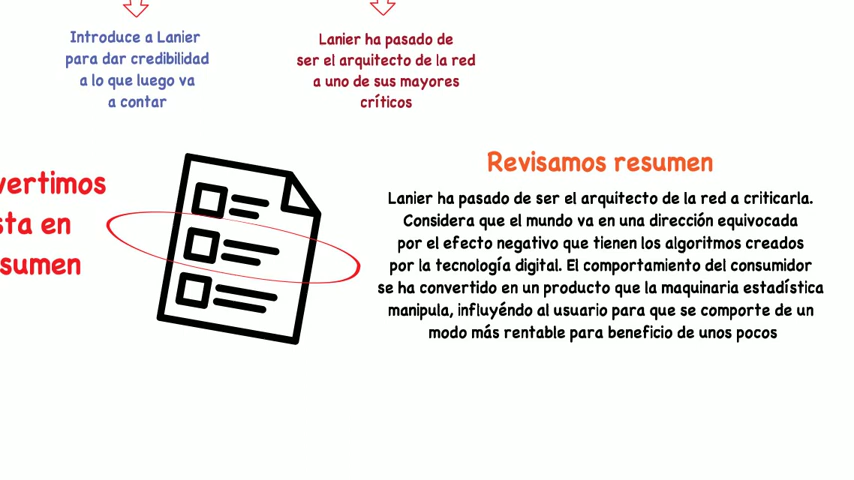 Introduce a Lanier
para dar credibilidad
a lo que luego va
a contar
Lanier ha pasado de
ser el arquitecto de la red
a uno de sus mayores
críticos
vertimos
sta en
sumen
Revisamos resumen
Lanier ha pasado de ser el arquitecto de la red a criticarla.
Considera que el mundo va en una dirección equivocada
por el efecto negativo que tienen los algoritmos creados
por la tecnología digital. El comportamiento del consumidor
se ha convertido en un producto que la maquinaria estadística
manipula, influyéndo al usuario para que se comporte de un
modo más rentable para beneficio de unos pocos